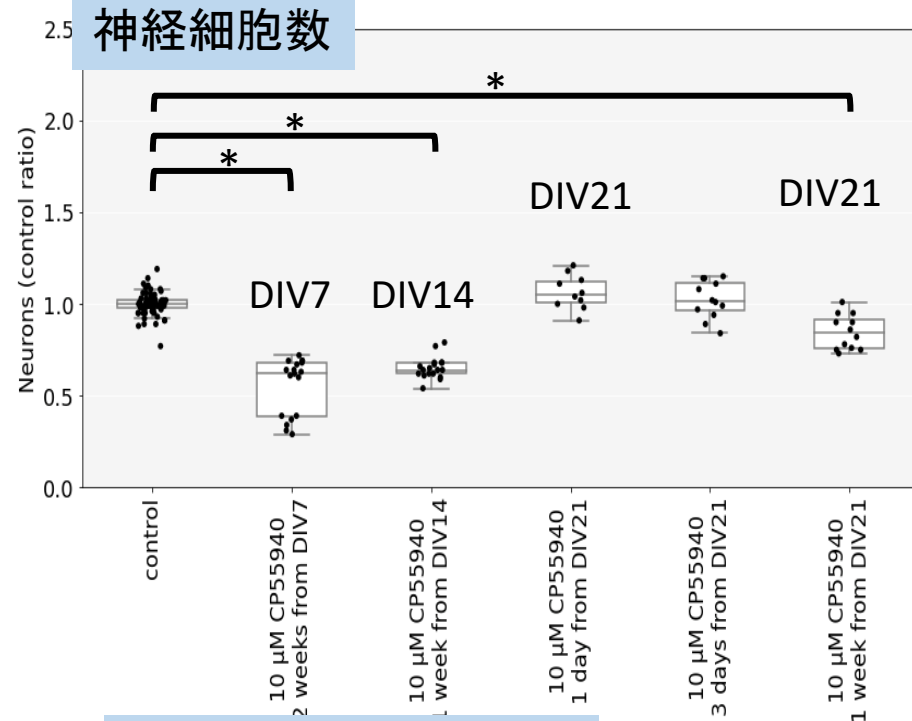 神経細胞数
Neurons (control ratio)
2.5
2.0
1.5
1.0
0.5
0.0
*
*
*
DIV7
DIV14
DIV21
DIV21
control
10 µM CP55940
2 weeks from DIV7
10 µM CP55940
1 week from DIV14
10 µM CP55940
1 day from DIV21
10 µM CP55940
3 days from DIV21
10 µM CP55940
1 week from DIV21